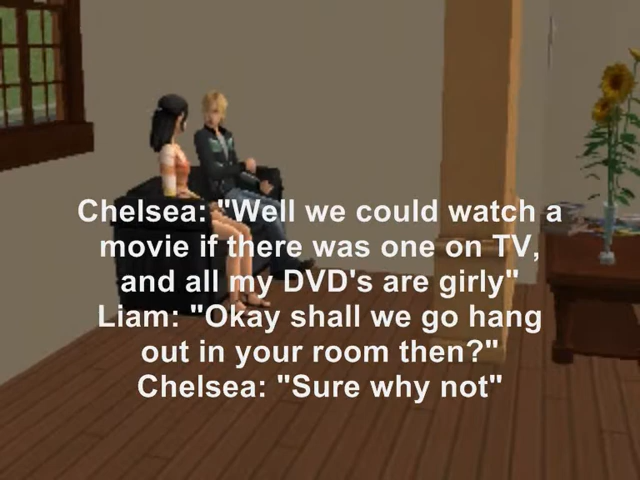 Chelsea: "Well we could watch a
movie if there was one on TV,
and all my DVD's are girly"
Liam: "Okay shall we go hang
out in your room then?"
Chelsea: "Sure why not"